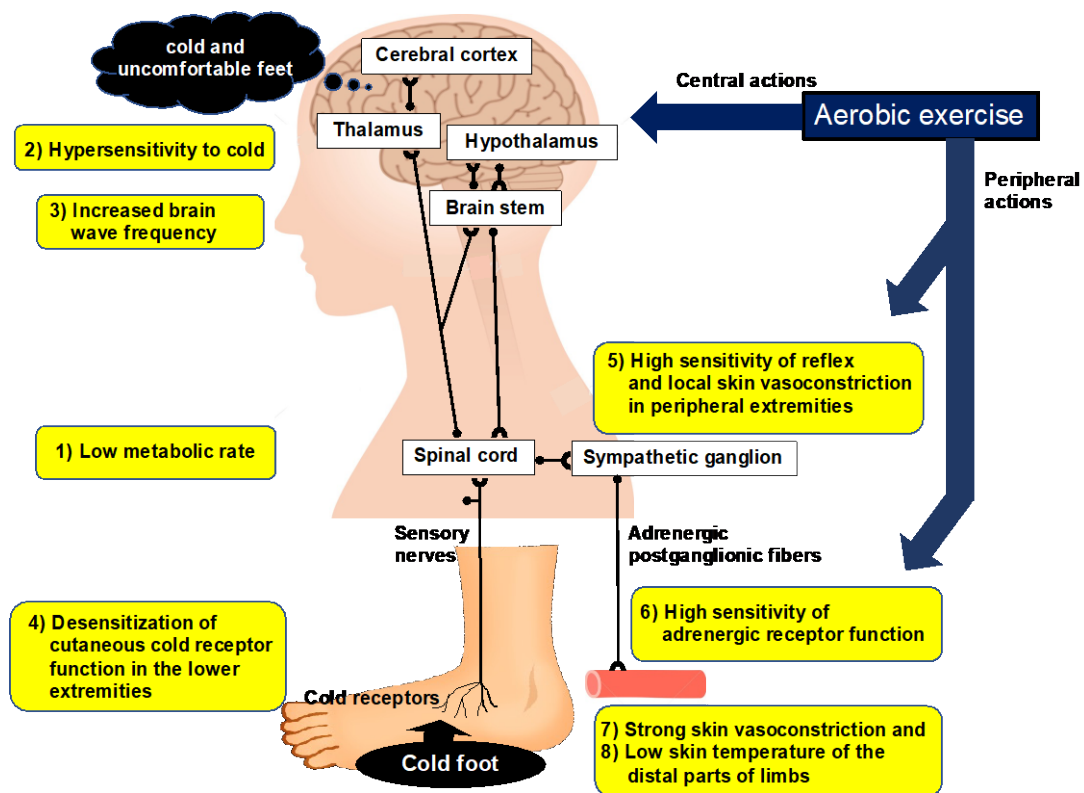 cold and
uncomfortable feet
Cerebral cortex
Central actions
Aerobic exercise
Thalamus
Hypothalamus
2) Hypersensitivity to cold
Peripheral
actions
3) Increased brain
wave frequency
Brain stem
5) High sensitivity of reflex
and local skin vasoconstriction
in peripheral extremities
1) Low metabolic rate
Spinal cord
Sympathetic ganglion
Sensory
nerves
Adrenergic
postganglionic fibers
4) Desensitization of
cutaneous cold receptor
function in the lower
extremities
6) High sensitivity of
adrenergic receptor function
Cold receptors
Cold foot
7) Strong skin vasoconstriction and
8) Low skin temperature of the
distal parts of limbs